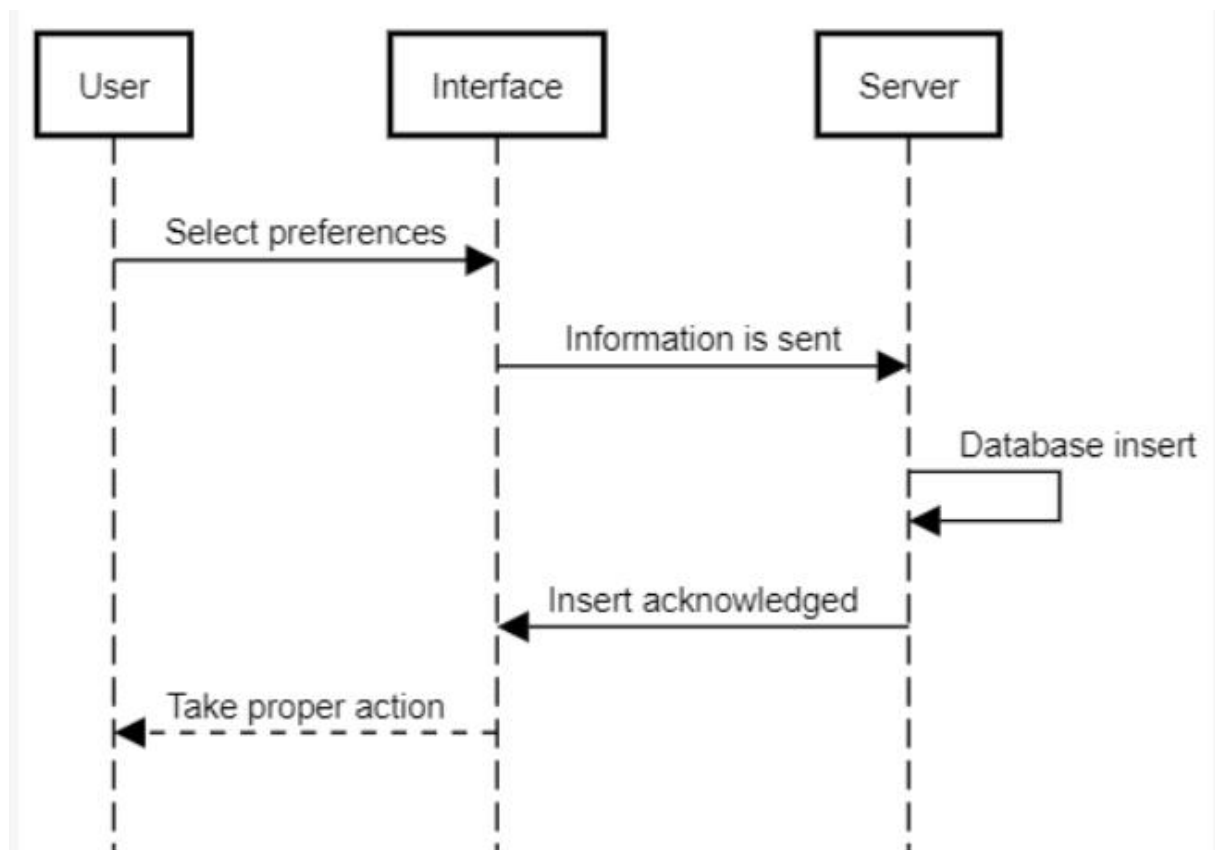 User
Interface
Server
Select preferences
Information is sent
Database insert
Insert acknowledged
Take proper action